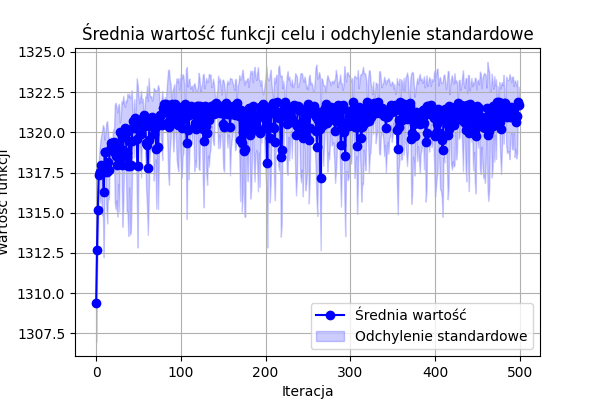 Średnia wartość funkcji celu i odchylenie standardowe
1325.0
1322.5
1320.0
1317.5
1315.0
1312.5
1310.0
1307.5
Wartość funkcji
0
100
200
300
400
500
Iteracja
Średnia wartość
Odchylenie standardowe